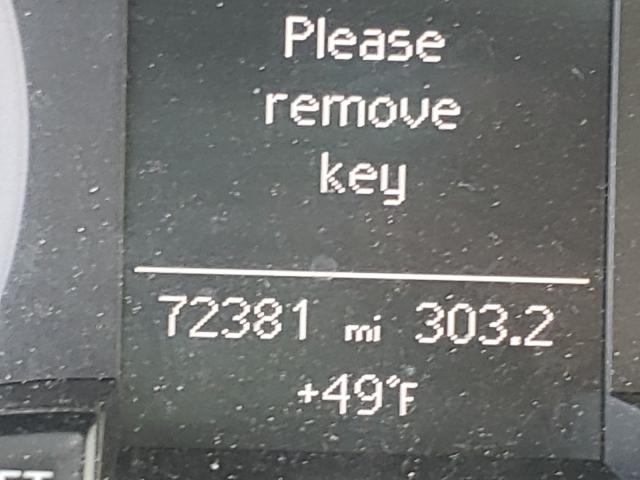 Please
remove
key
72381 mi 303.2
+49°F